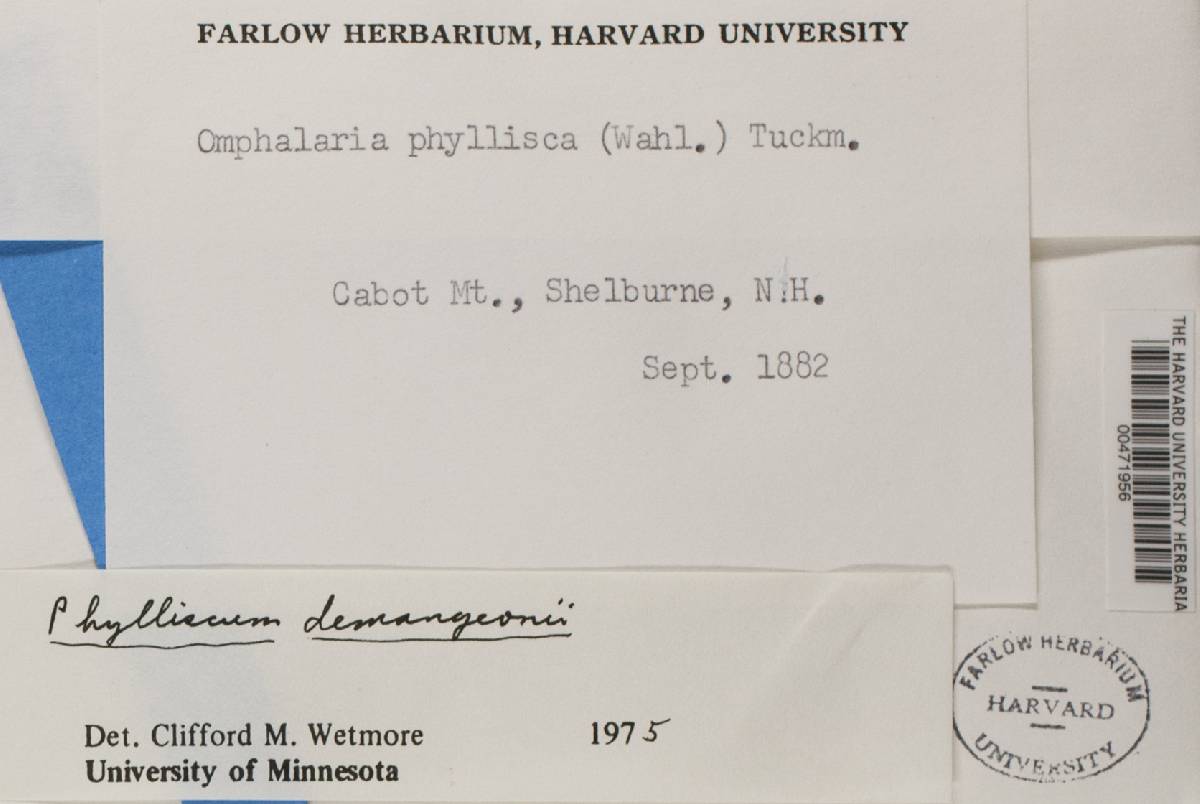 FARLOW HERBARIUM, HARVARD UNIVERSITY
Omphalaria phyllisca (Wahl.) Tuckm.
Cabot Mt., Shelburne, N.H.
Sept. 1882
THE HARVARD UNIVERSITY HERBARIA
00471956
Phylliscum demangeonii
Det. Clifford M. Wetmore 1975
University of Minnesota
FARLOW HERBARIUM
HARVARD
UNIVERSITY